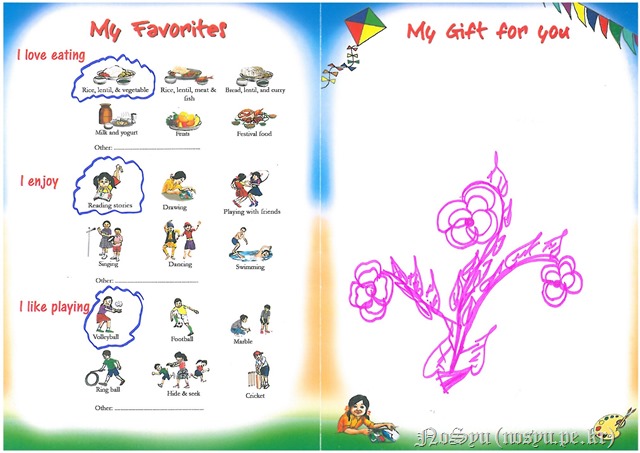 My Favorites
I love eating
Rice, lentil, & vegetable
Rice, lentil, meat & fish
Bread, lentil, and curry
Milk and yogurt
Fruits
Festival food
Other:
I enjoy
Reading stories
Drawing
Playing with friends
Singing
Dancing
Swimming
Other:
I like playing
Volleyball
Football
Marble
Ring ball
Hide & seek
Cricket
Other:
My Gift for you
NoSyu (nosyu.pe.kr)